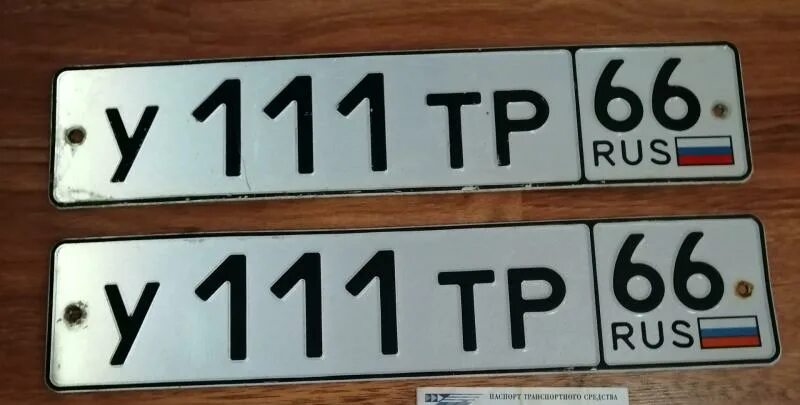 У 111 ТР 66
RUS
У 111 ТР 66
RUS
ПАСПОРТ ТРАНСПОРТНОГО СРЕДСТВА